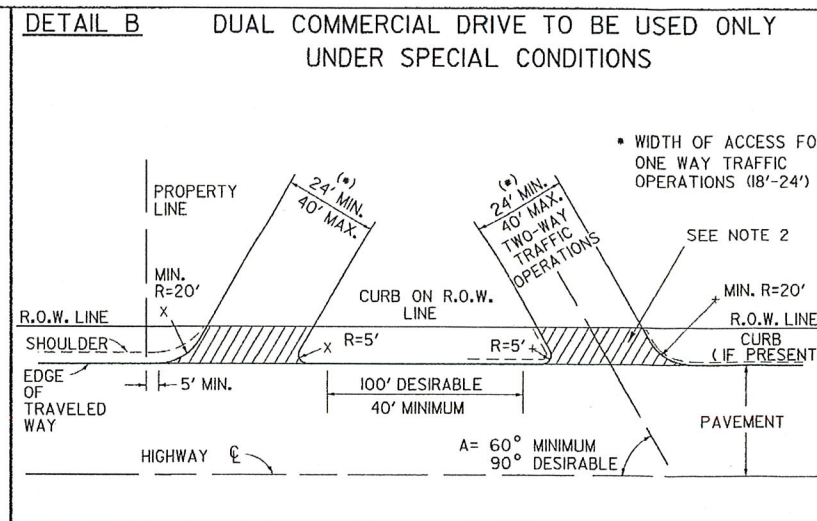 DETAIL B DUAL COMMERCIAL DRIVE TO BE USED ONLY
UNDER SPECIAL CONDITIONS
* WIDTH OF ACCESS FO
ONE WAY TRAFFIC
OPERATIONS (18'-24')
PROPERTY
LINE
(*)
24' MIN.
40' MAX.
(*)
24' MIN.
40' MAX.
TWO-WAY
TRAFFIC
OPERATIONS
SEE NOTE 2
MIN.
R=20'
X
CURB ON R.O.W.
LINE
MIN. R=20'
R.O.W. LINE
R.O.W. LINE
SHOULDER
X R=5'
R=5'
CURB
(IF PRESENT
EDGE
OF
TRAVELED
WAY
5' MIN.
100' DESIRABLE
40' MINIMUM
PAVEMENT
HIGHWAY ℄
A= 60° MINIMUM
90° DESIRABLE